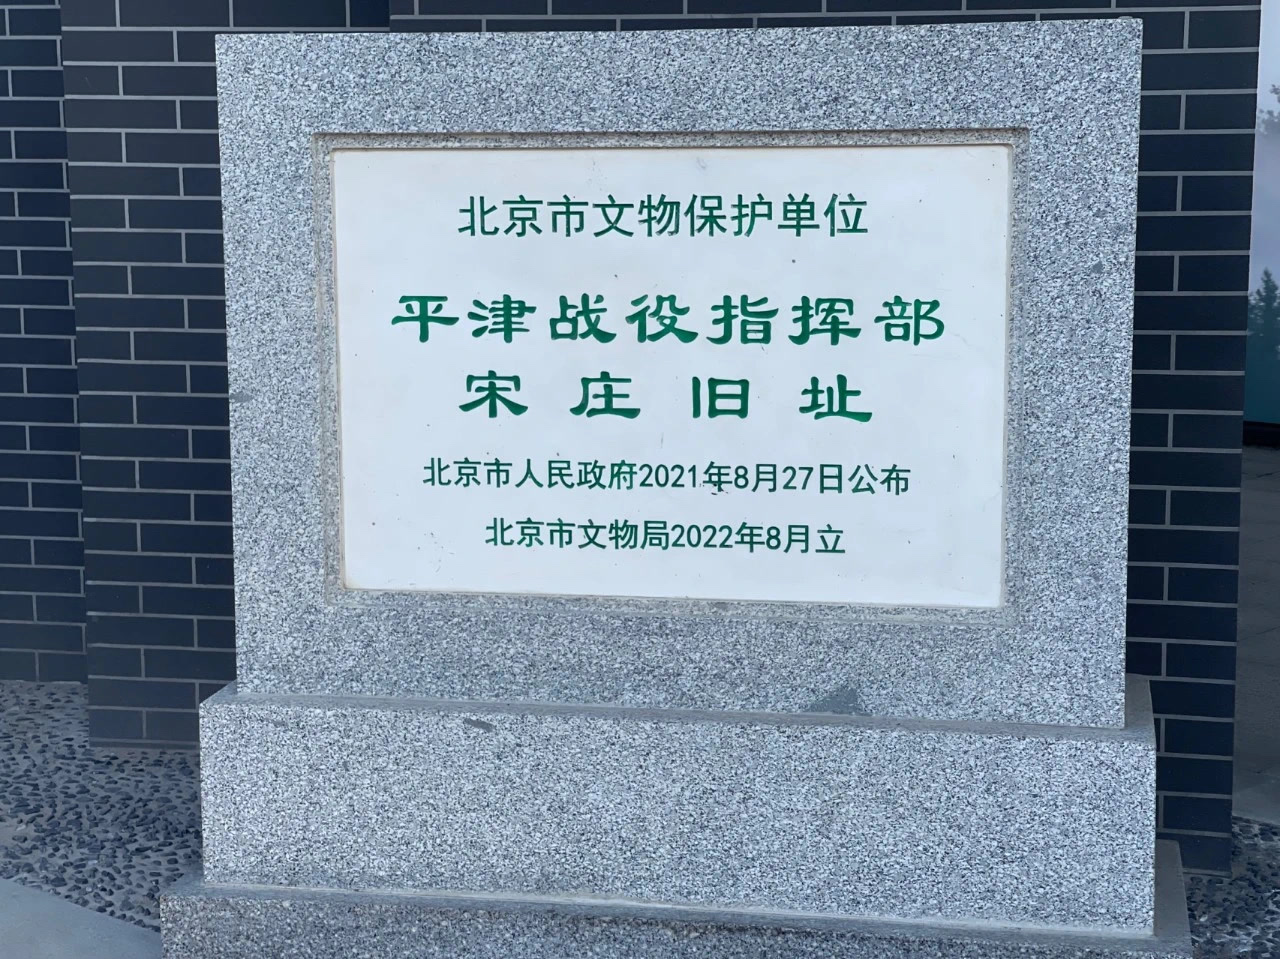 北京市文物保护单位
平津战役指挥部
宋庄旧址
北京市人民政府2021年8月27日公布
北京市文物局2022年8月立